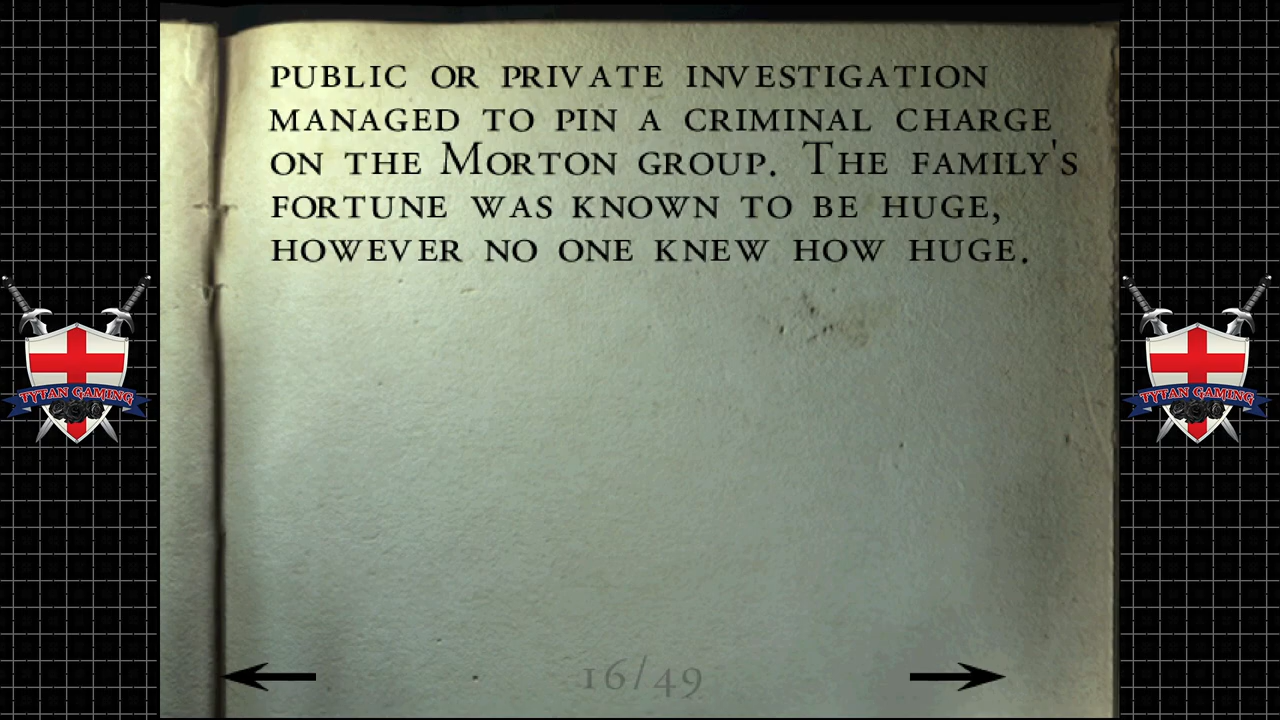 PUBLIC OR PRIVATE INVESTIGATION
MANAGED TO PIN A CRIMINAL CHARGE
ON THE MORTON GROUP. THE FAMILY'S
FORTUNE WAS KNOWN TO BE HUGE,
HOWEVER NO ONE KNEW HOW HUGE.
TYTAN GAMING
TYTAN GAMING
16/49